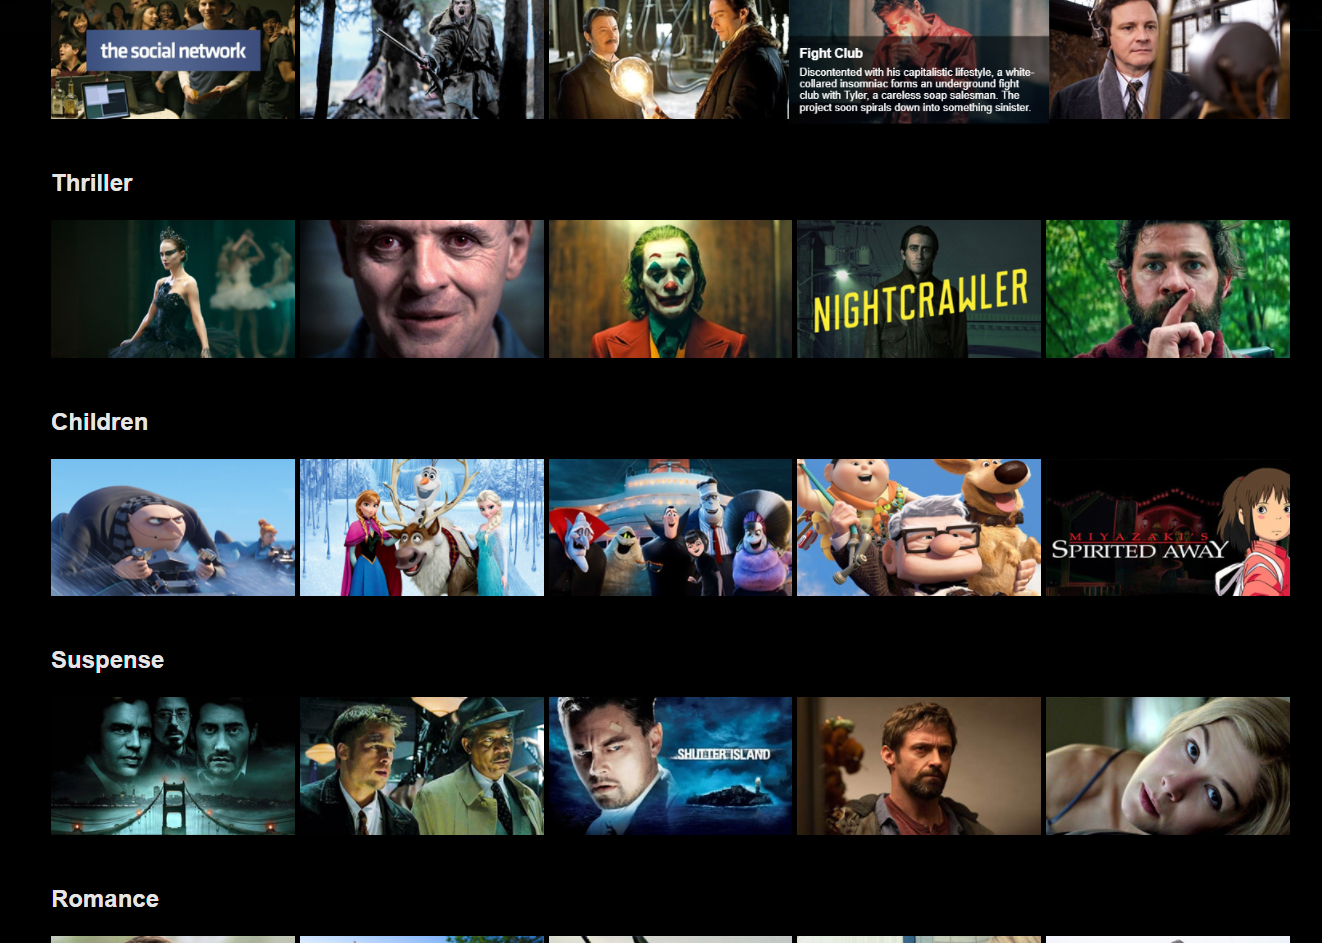 the social network
Fight Club
Discontented with his capitalistic lifestyle, a white-
collared insomniac forms an underground fight
club with Tyler, a careless soap salesman. The
project soon spirals down into something sinister.
Thriller
NIGHTCRAWLER
Children
MIYAZAKI'S
SPIRITED AWAY
Suspense
SHUTTER ISLAND
Romance